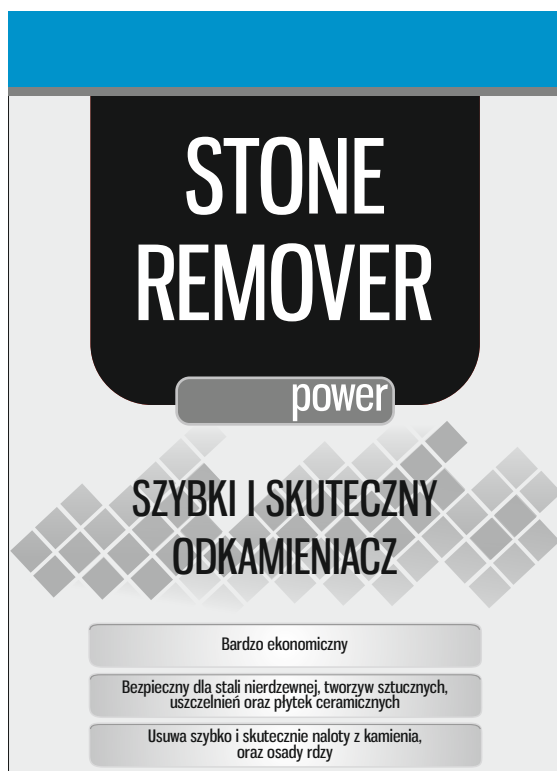 STONE
REMOVER
power
SZYBKI I SKUTECZNY
ODKAMIENIACZ
Bardzo ekonomiczny
Bezpieczny dla stali nierdzewnej, tworzyw sztucznych,
uszczelnień oraz płytek ceramicznych
Usuwa szybko i skutecznie naloty z kamienia,
oraz osady rdzy